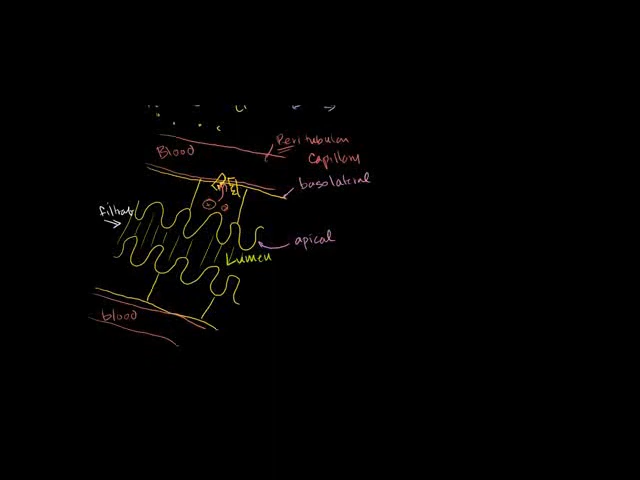 Peritubular
Blood
capillary
basolateral
filtrate
apical
Lumen
blood